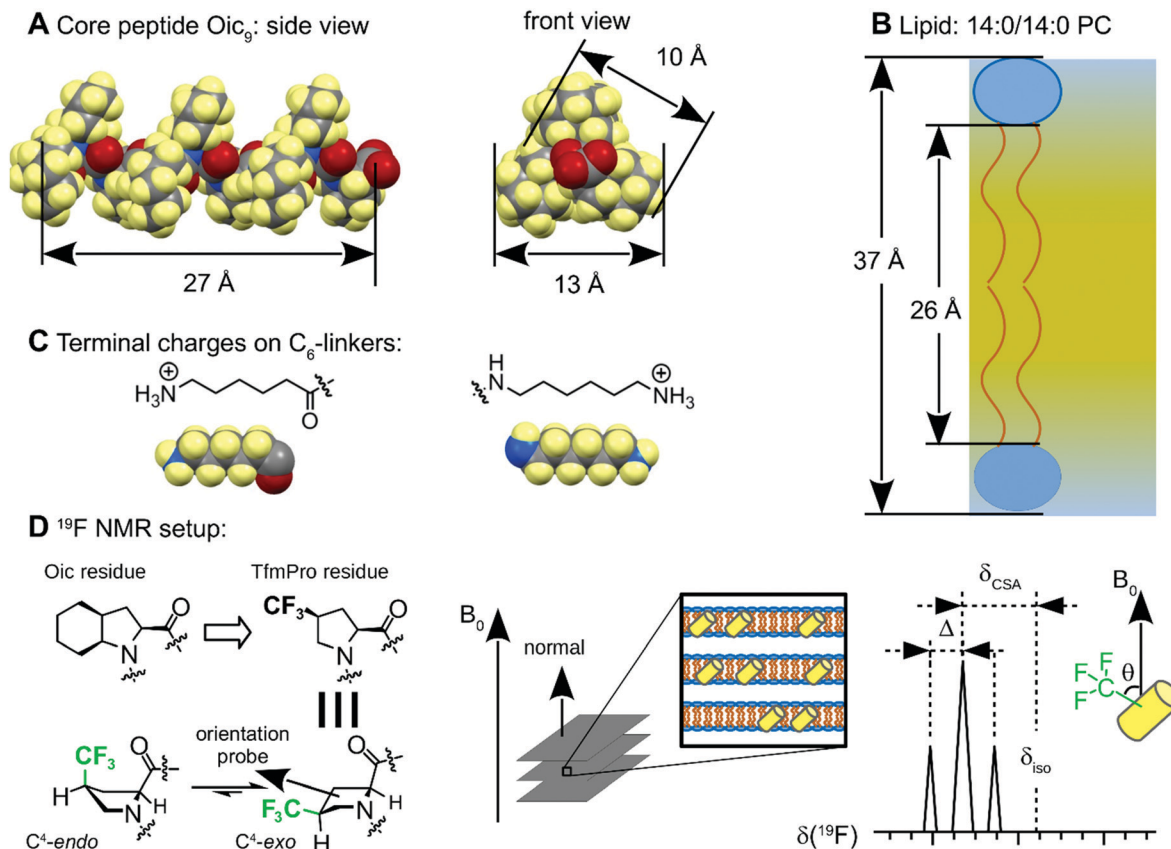 A Core peptide Oic₉: side view
front view
27 Å
10 Å
13 Å
B Lipid: 14:0/14:0 PC
37 Å
26 Å
C Terminal charges on C₆-linkers:
⊕
H₃N
O
H
N
⊕
NH₃
D ¹⁹F NMR setup:
Oic residue
TfmPro residue
O
N
CF₃
O
N
CF₃
O
H
H
N
C⁴-endo
orientation
probe
O
F₃C
H
N
H
C⁴-exo
B₀
normal
δCSA
Δ
δiso
δ(¹⁹F)
B₀
F
F
F
C
θ